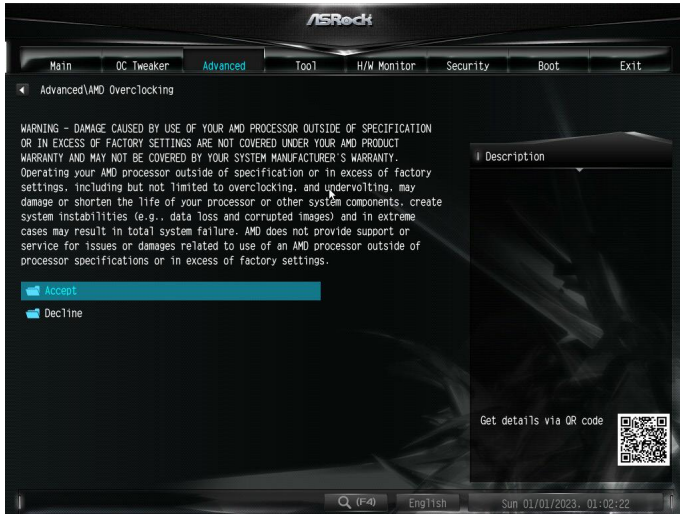 ASRock
Main OC Tweaker Advanced Tool H/W Monitor Security Boot Exit
Advanced\AMD Overclocking
WARNING - DAMAGE CAUSED BY USE OF YOUR AMD PROCESSOR OUTSIDE OF SPECIFICATION
OR IN EXCESS OF FACTORY SETTINGS ARE NOT COVERED UNDER YOUR AMD PRODUCT
WARRANTY AND MAY NOT BE COVERED BY YOUR SYSTEM MANUFACTURER'S WARRANTY.
Operating your AMD processor outside of specification or in excess of factory
settings, including but not limited to overclocking, and undervolting, may
damage or shorten the life of your processor or other system components, create
system instabilities (e.g., data loss and corrupted images) and in extreme
cases may result in total system failure. AMD does not provide support or
service for issues or damages related to use of an AMD processor outside of
processor specifications or in excess of factory settings.
Accept
Decline
Description
Get details via QR code
(F4) English Sun 01/01/2023, 01:02:22